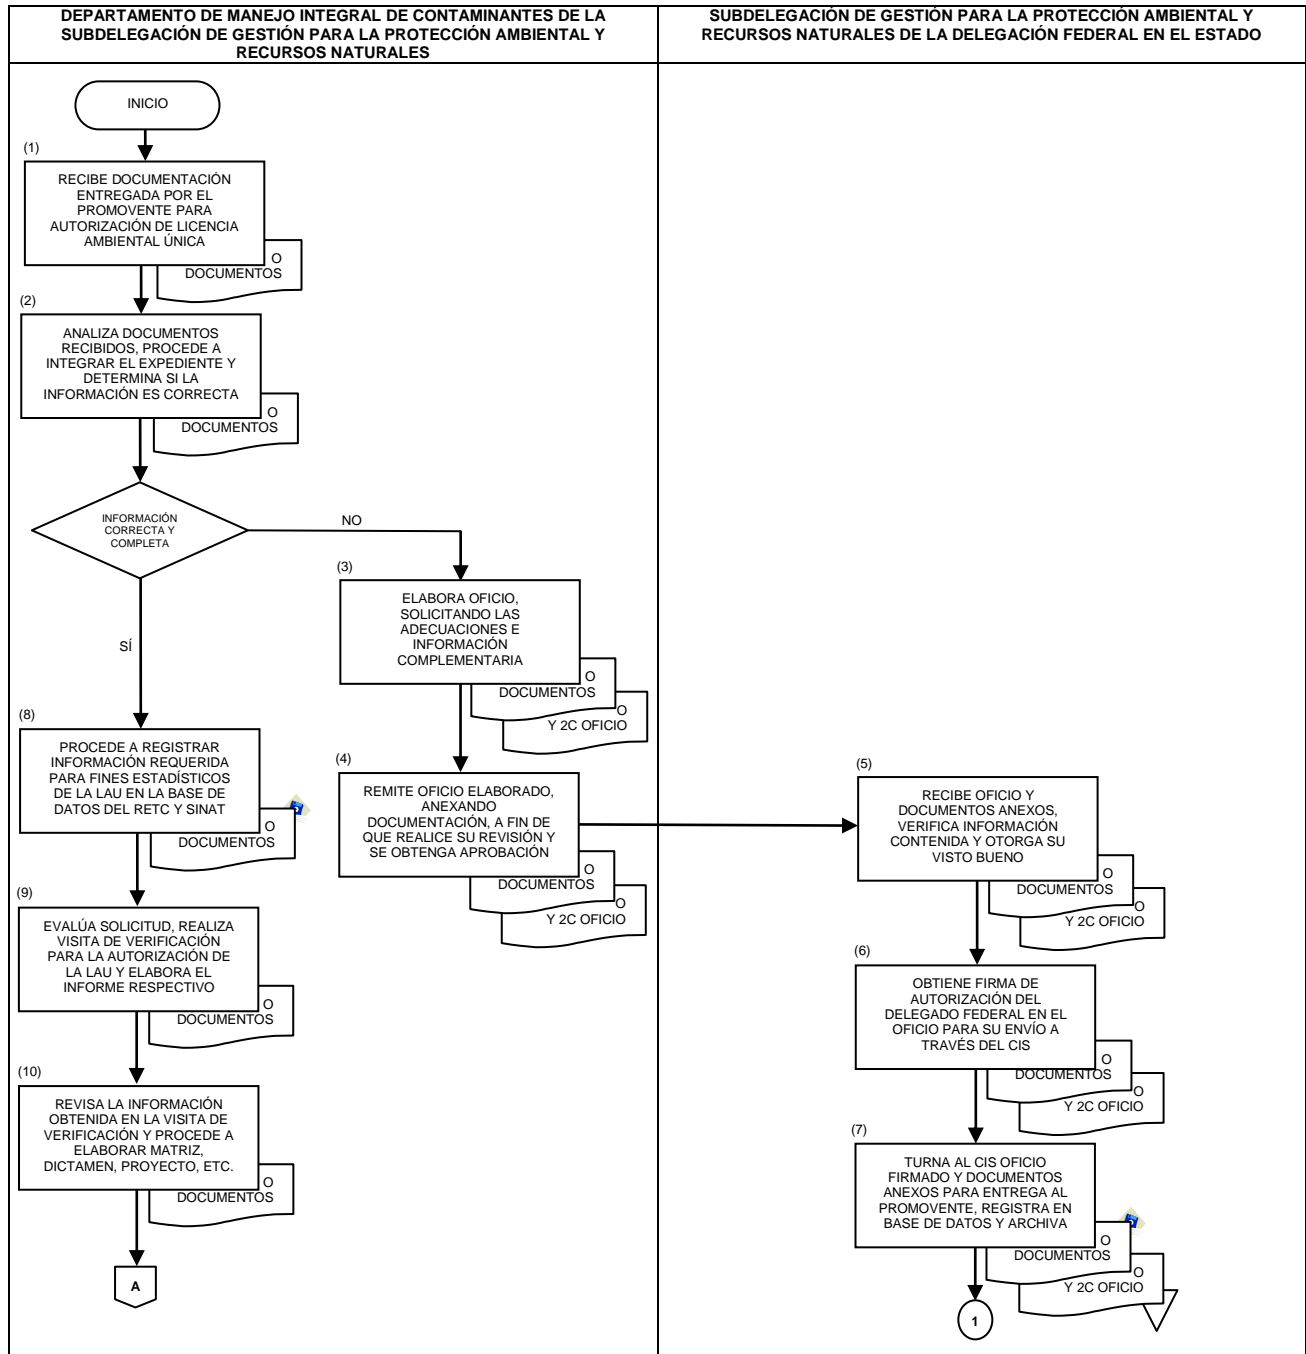 DEPARTAMENTO DE MANEJO INTEGRAL DE CONTAMINANTES DE LA
SUBDELEGACIÓN DE GESTIÓN PARA LA PROTECCIÓN AMBIENTAL Y
RECURSOS NATURALES
SUBDELEGACIÓN DE GESTIÓN PARA LA PROTECCIÓN AMBIENTAL Y
RECURSOS NATURALES DE LA DELEGACIÓN FEDERAL EN EL ESTADO
INICIO
(1)
RECIBE DOCUMENTACIÓN
ENTREGADA POR EL
PROMOVENTE PARA
AUTORIZACIÓN DE LICENCIA
AMBIENTAL ÚNICA
O
DOCUMENTOS
(2)
ANALIZA DOCUMENTOS
RECIBIDOS, PROCEDE A
INTEGRAR EL EXPEDIENTE Y
DETERMINA SI LA
INFORMACIÓN ES CORRECTA
O
DOCUMENTOS
INFORMACIÓN
CORRECTA Y
COMPLETA
NO
SÍ
(3)
ELABORA OFICIO,
SOLICITANDO LAS
ADECUACIONES E
INFORMACIÓN
COMPLEMENTARIA
O
DOCUMENTOS
O
Y 2C OFICIO
(4)
REMITE OFICIO ELABORADO,
ANEXANDO
DOCUMENTACIÓN, A FIN DE
QUE REALICE SU REVISIÓN Y
SE OBTENGA APROBACIÓN
O
DOCUMENTOS
O
Y 2C OFICIO
(8)
PROCEDE A REGISTRAR
INFORMACIÓN REQUERIDA
PARA FINES ESTADÍSTICOS
DE LA LAU EN LA BASE DE
DATOS DEL RETC Y SINAT
O
DOCUMENTOS
(9)
EVALÚA SOLICITUD, REALIZA
VISITA DE VERIFICACIÓN
PARA LA AUTORIZACIÓN DE
LA LAU Y ELABORA EL
INFORME RESPECTIVO
O
DOCUMENTOS
(10)
REVISA LA INFORMACIÓN
OBTENIDA EN LA VISITA DE
VERIFICACIÓN Y PROCEDE A
ELABORAR MATRIZ,
DICTAMEN, PROYECTO, ETC.
O
DOCUMENTOS
A
(5)
RECIBE OFICIO Y
DOCUMENTOS ANEXOS,
VERIFICA INFORMACIÓN
CONTENIDA Y OTORGA SU
VISTO BUENO
O
DOCUMENTOS
O
Y 2C OFICIO
(6)
OBTIENE FIRMA DE
AUTORIZACIÓN DEL
DELEGADO FEDERAL EN EL
OFICIO PARA SU ENVÍO A
TRAVÉS DEL CIS
O
DOCUMENTOS
O
Y 2C OFICIO
(7)
TURNA AL CIS OFICIO
FIRMADO Y DOCUMENTOS
ANEXOS PARA ENTREGA AL
PROMOVENTE, REGISTRA EN
BASE DE DATOS Y ARCHIVA
O
DOCUMENTOS
O
Y 2C OFICIO
1